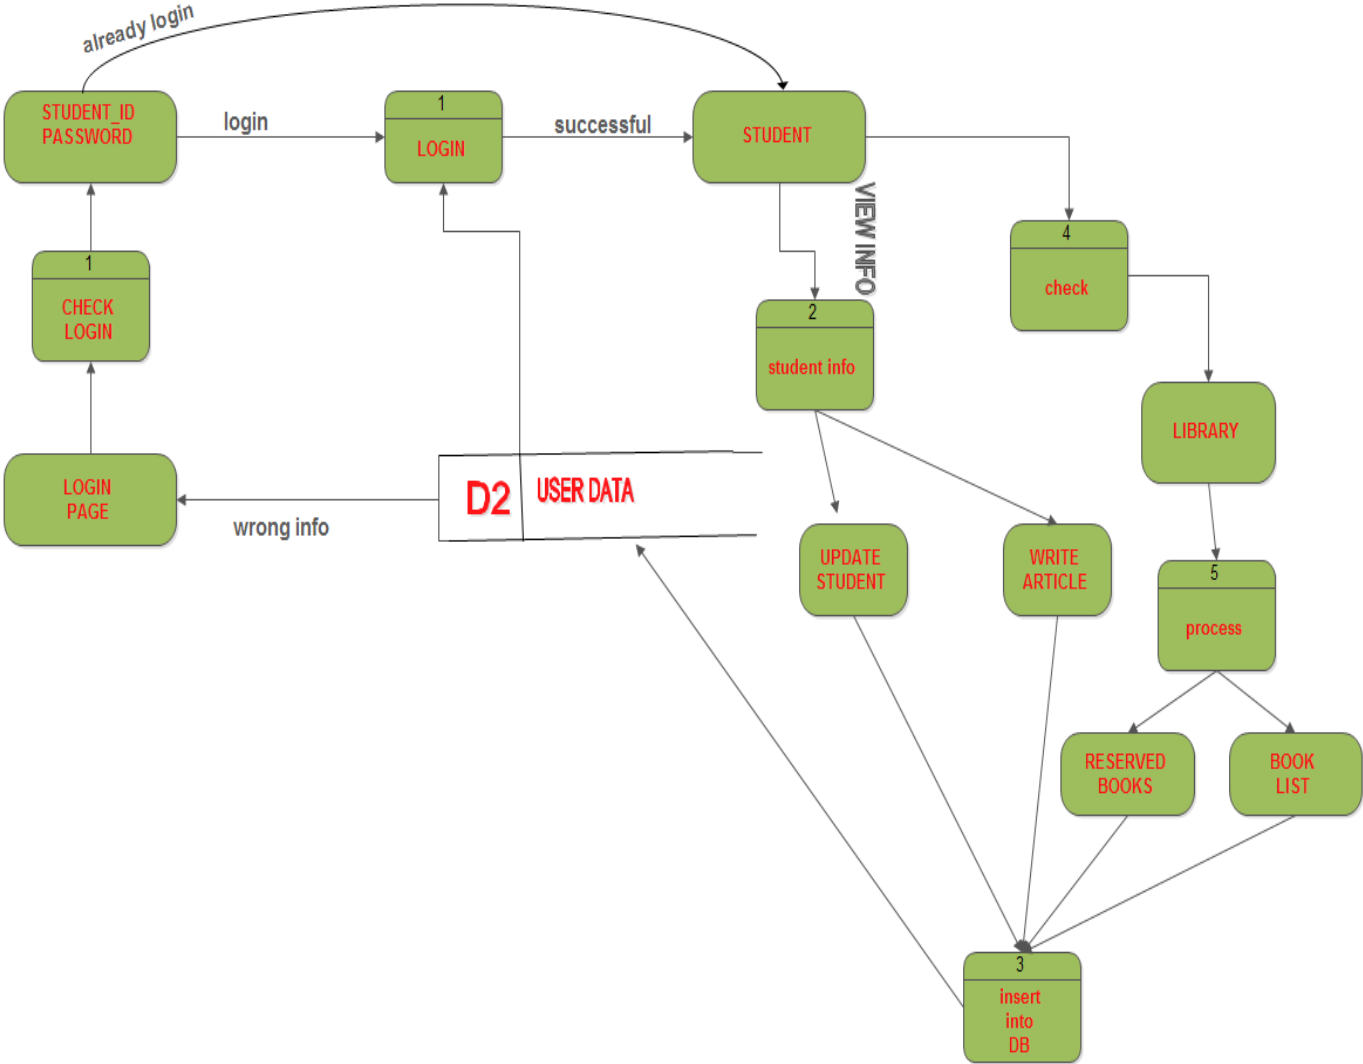 already login
STUDENT_ID
PASSWORD
login
1
LOGIN
successful
STUDENT
VIEW INFO
4
check
1
CHECK
LOGIN
2
student info
LIBRARY
LOGIN
PAGE
wrong info
D2
USER DATA
UPDATE
STUDENT
WRITE
ARTICLE
5
process
RESERVED
BOOKS
BOOK
LIST
3
insert
into
DB